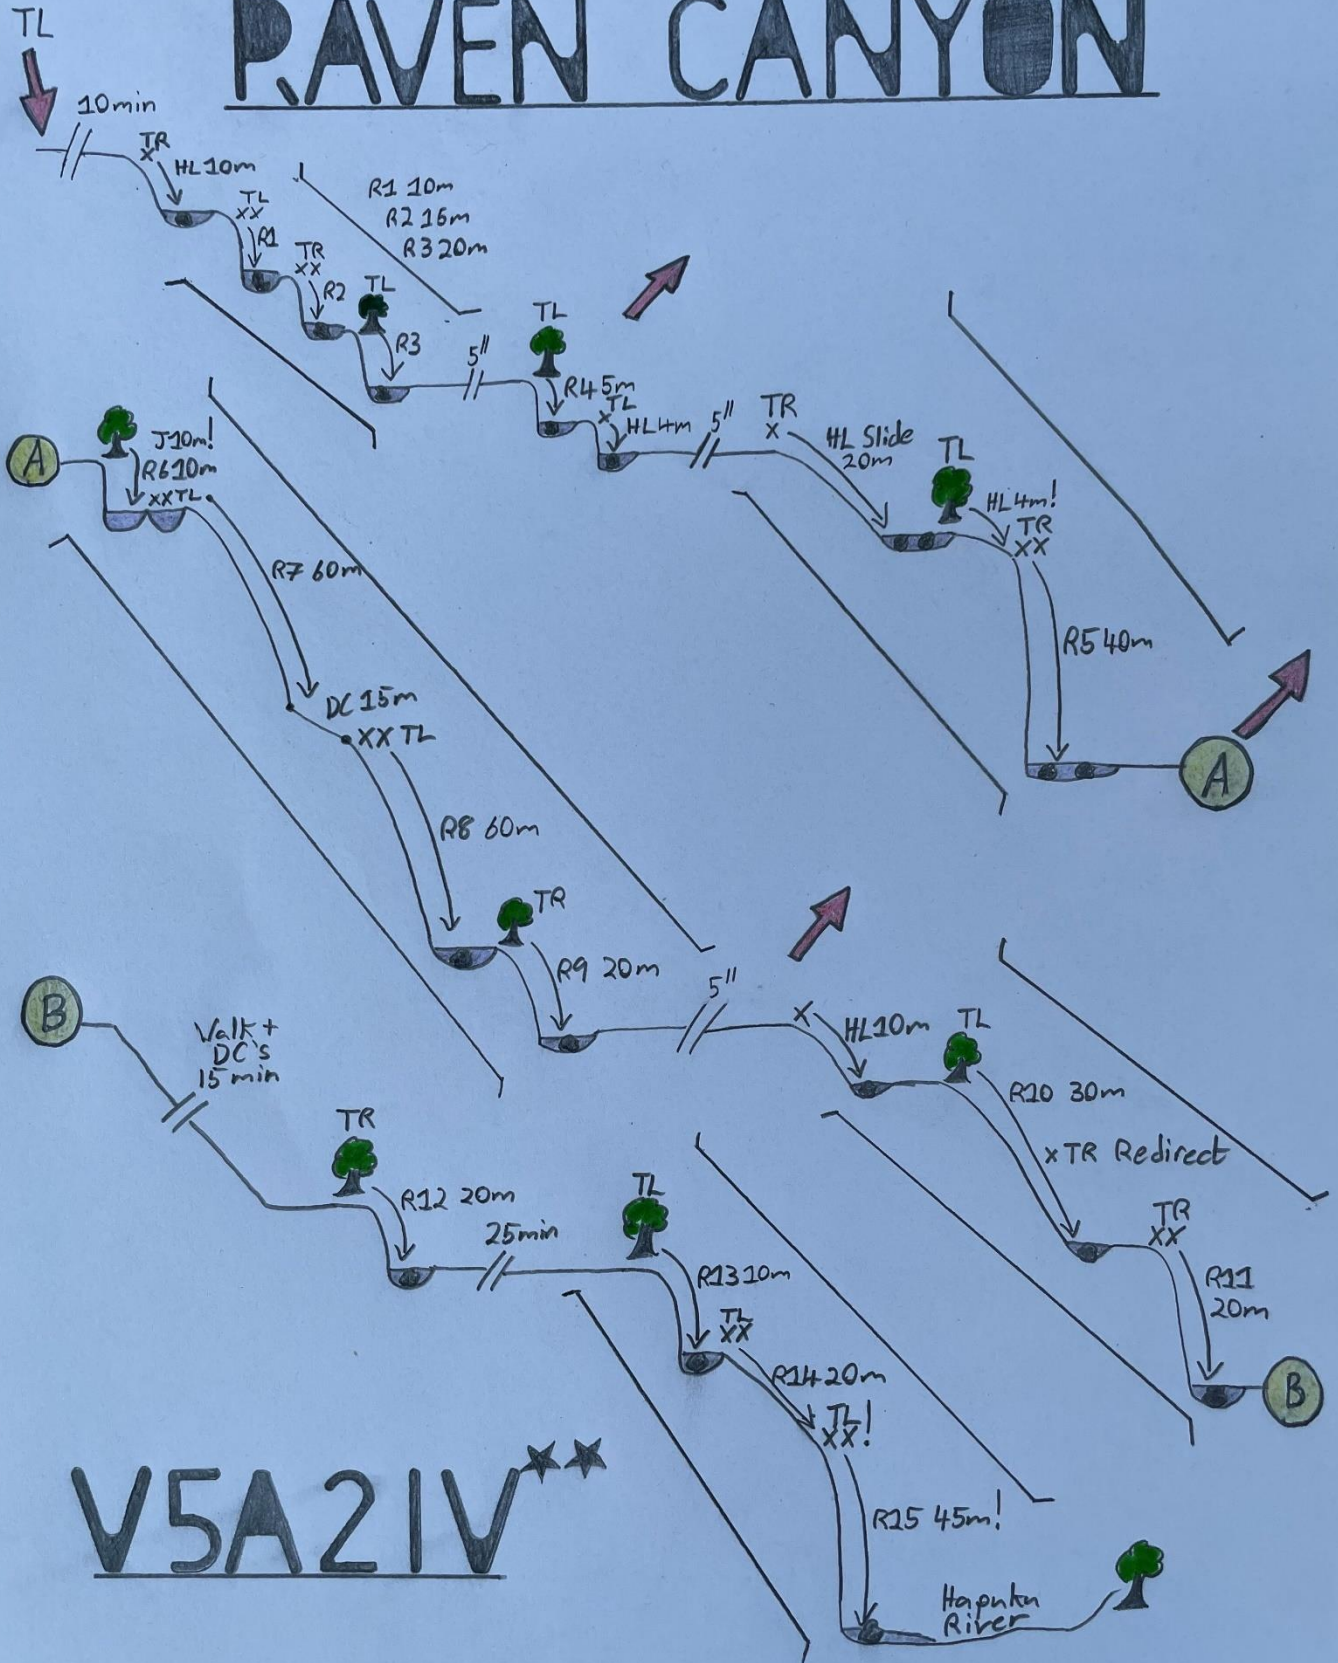 RAVEN CANYON
TL
10min
TR
x
HL 10m
TL
xx
R1
TR
xx
R2
TL
R3
R1 10m
R2 16m
R3 20m
5"
TL
R4 5m
TL
x
HL 4m
5"
TR
x
HL Slide
20m
TL
HL 4m!
TR
xx
R5 40m
A
A
J10m!
R6 10m
xx TL
R7 60m
DC 15m
xx TL
R8 60m
TR
R9 20m
5"
x
HL 10m
TL
R10 30m
x TR Redirect
TR
xx
R11
20m
B
B
Walk +
DC's
15 min
TR
R12 20m
25min
TL
R13 10m
TL
xx
R14 20m
TL!
xx
R15 45m!
Hapuku
River
V5A2IV